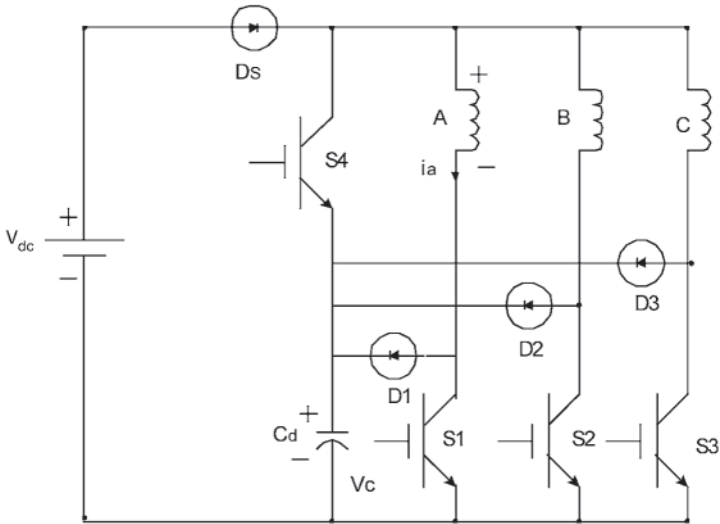 Ds
+
A
B
C
S4
ia
−
+
Vdc
−
D3
D2
D1
+
Cd
−
Vc
S1
S2
S3